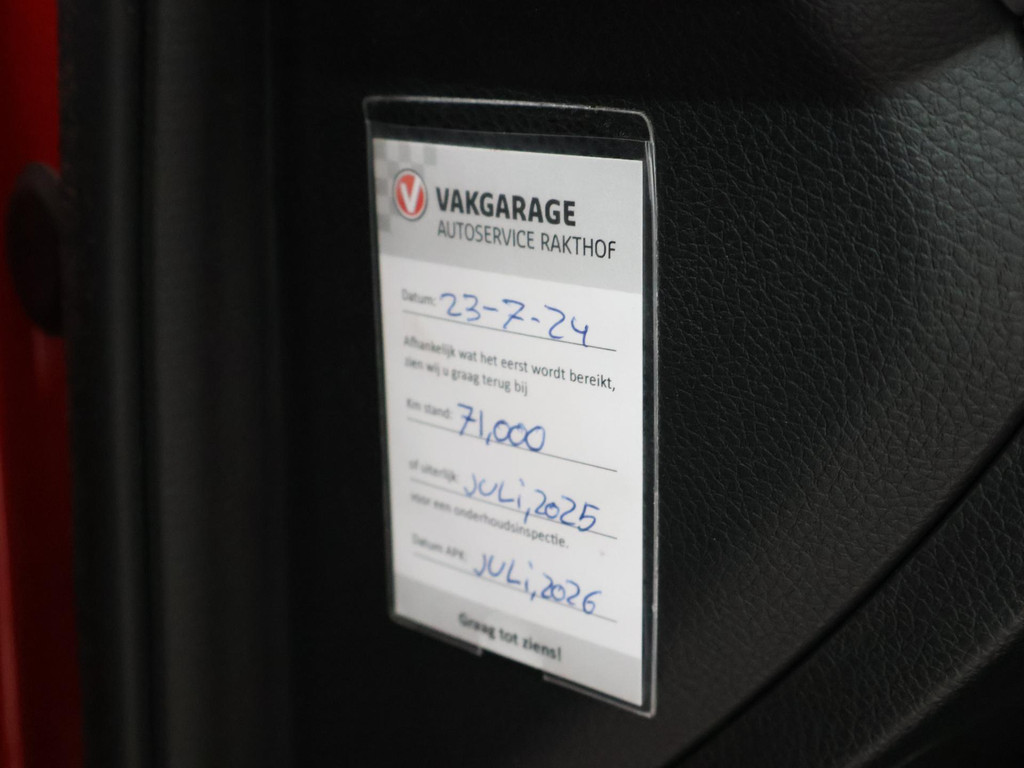 V VAKGARAGE
AUTOSERVICE RAKTHOF
Datum: 23-7-24
Afhankelijk wat het eerst wordt bereikt,
zien wij u graag terug bij
Km stand: 71,000
of uiterlijk: JULi, 2025
voor een onderhoudsinspectie.
Datum APK: JULi, 2026
Graag tot ziens!